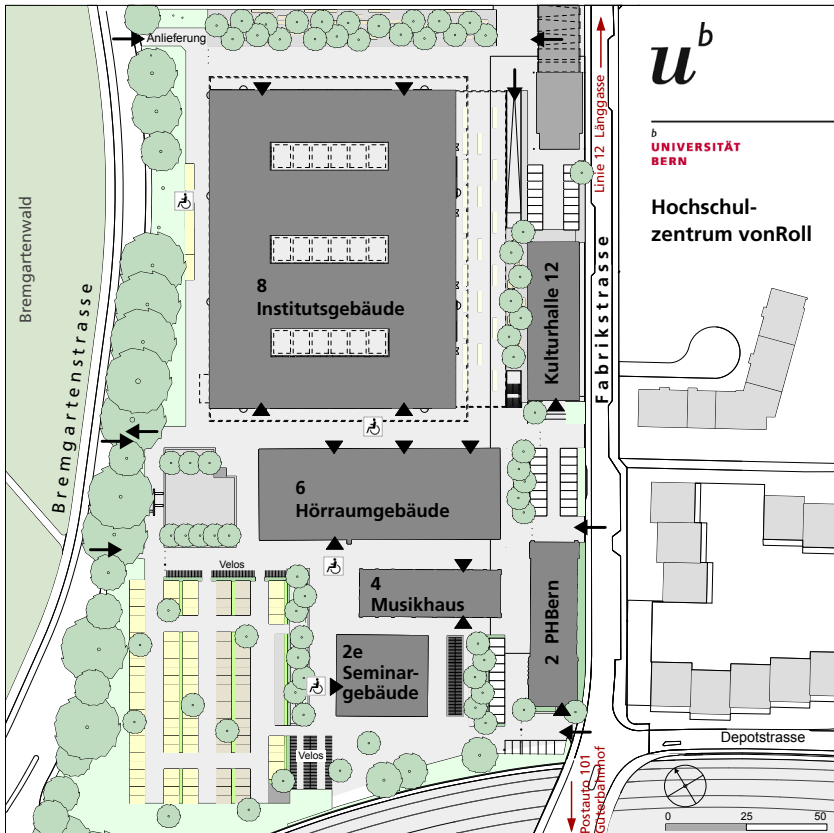 Anlieferung
Linie 12 Länggasse
u^b
b
UNIVERSITÄT
BERN
Hochschul-
zentrum vonRoll
Bremgartenwald
Bremgartenstrasse
8
Institutsgebäude
Kulturhalle 12
Fabrikstrasse
6
Hörraumgebäude
Velos
4
Musikhaus
2 PHBern
2e
Seminar-
gebäude
Velos
Depotstrasse
Postauto 101
Güterbahnhof
0 25 50